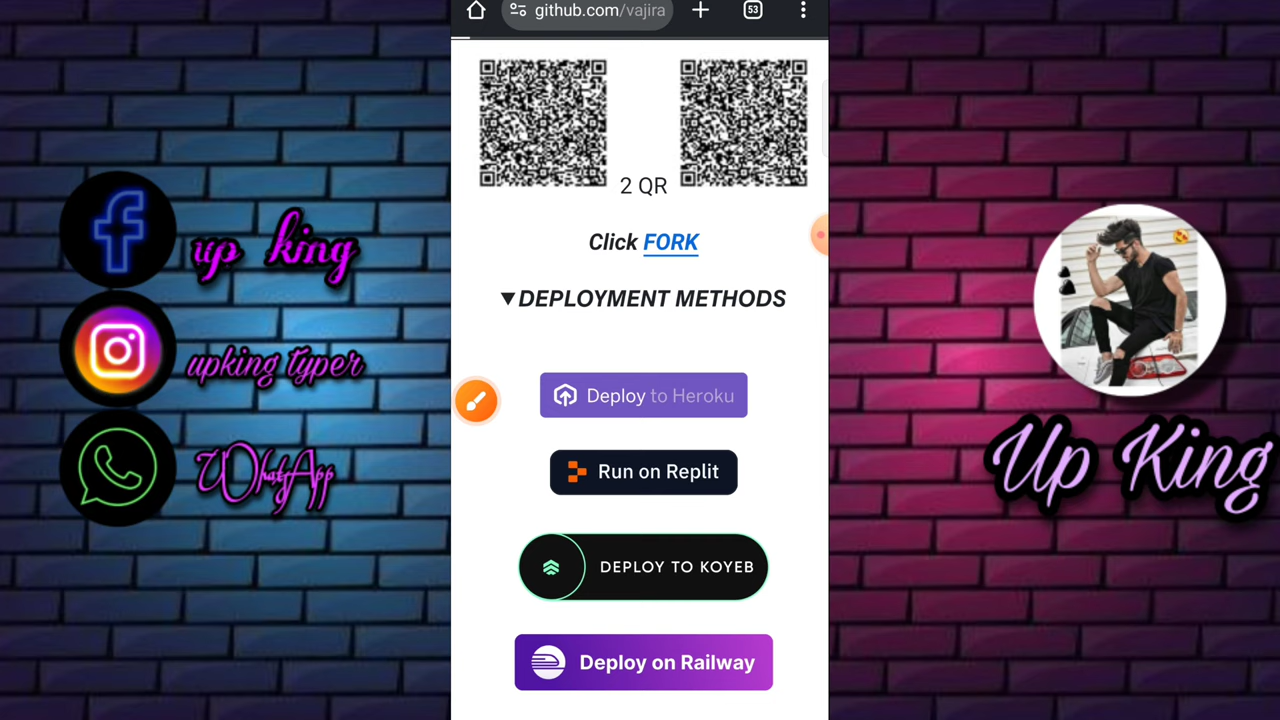 github.com/vajira
53
2 QR
Click FORK
▼DEPLOYMENT METHODS
Deploy to Heroku
Run on Replit
DEPLOY TO KOYEB
Deploy on Railway
up king
upking typer
WhatsApp
Up King